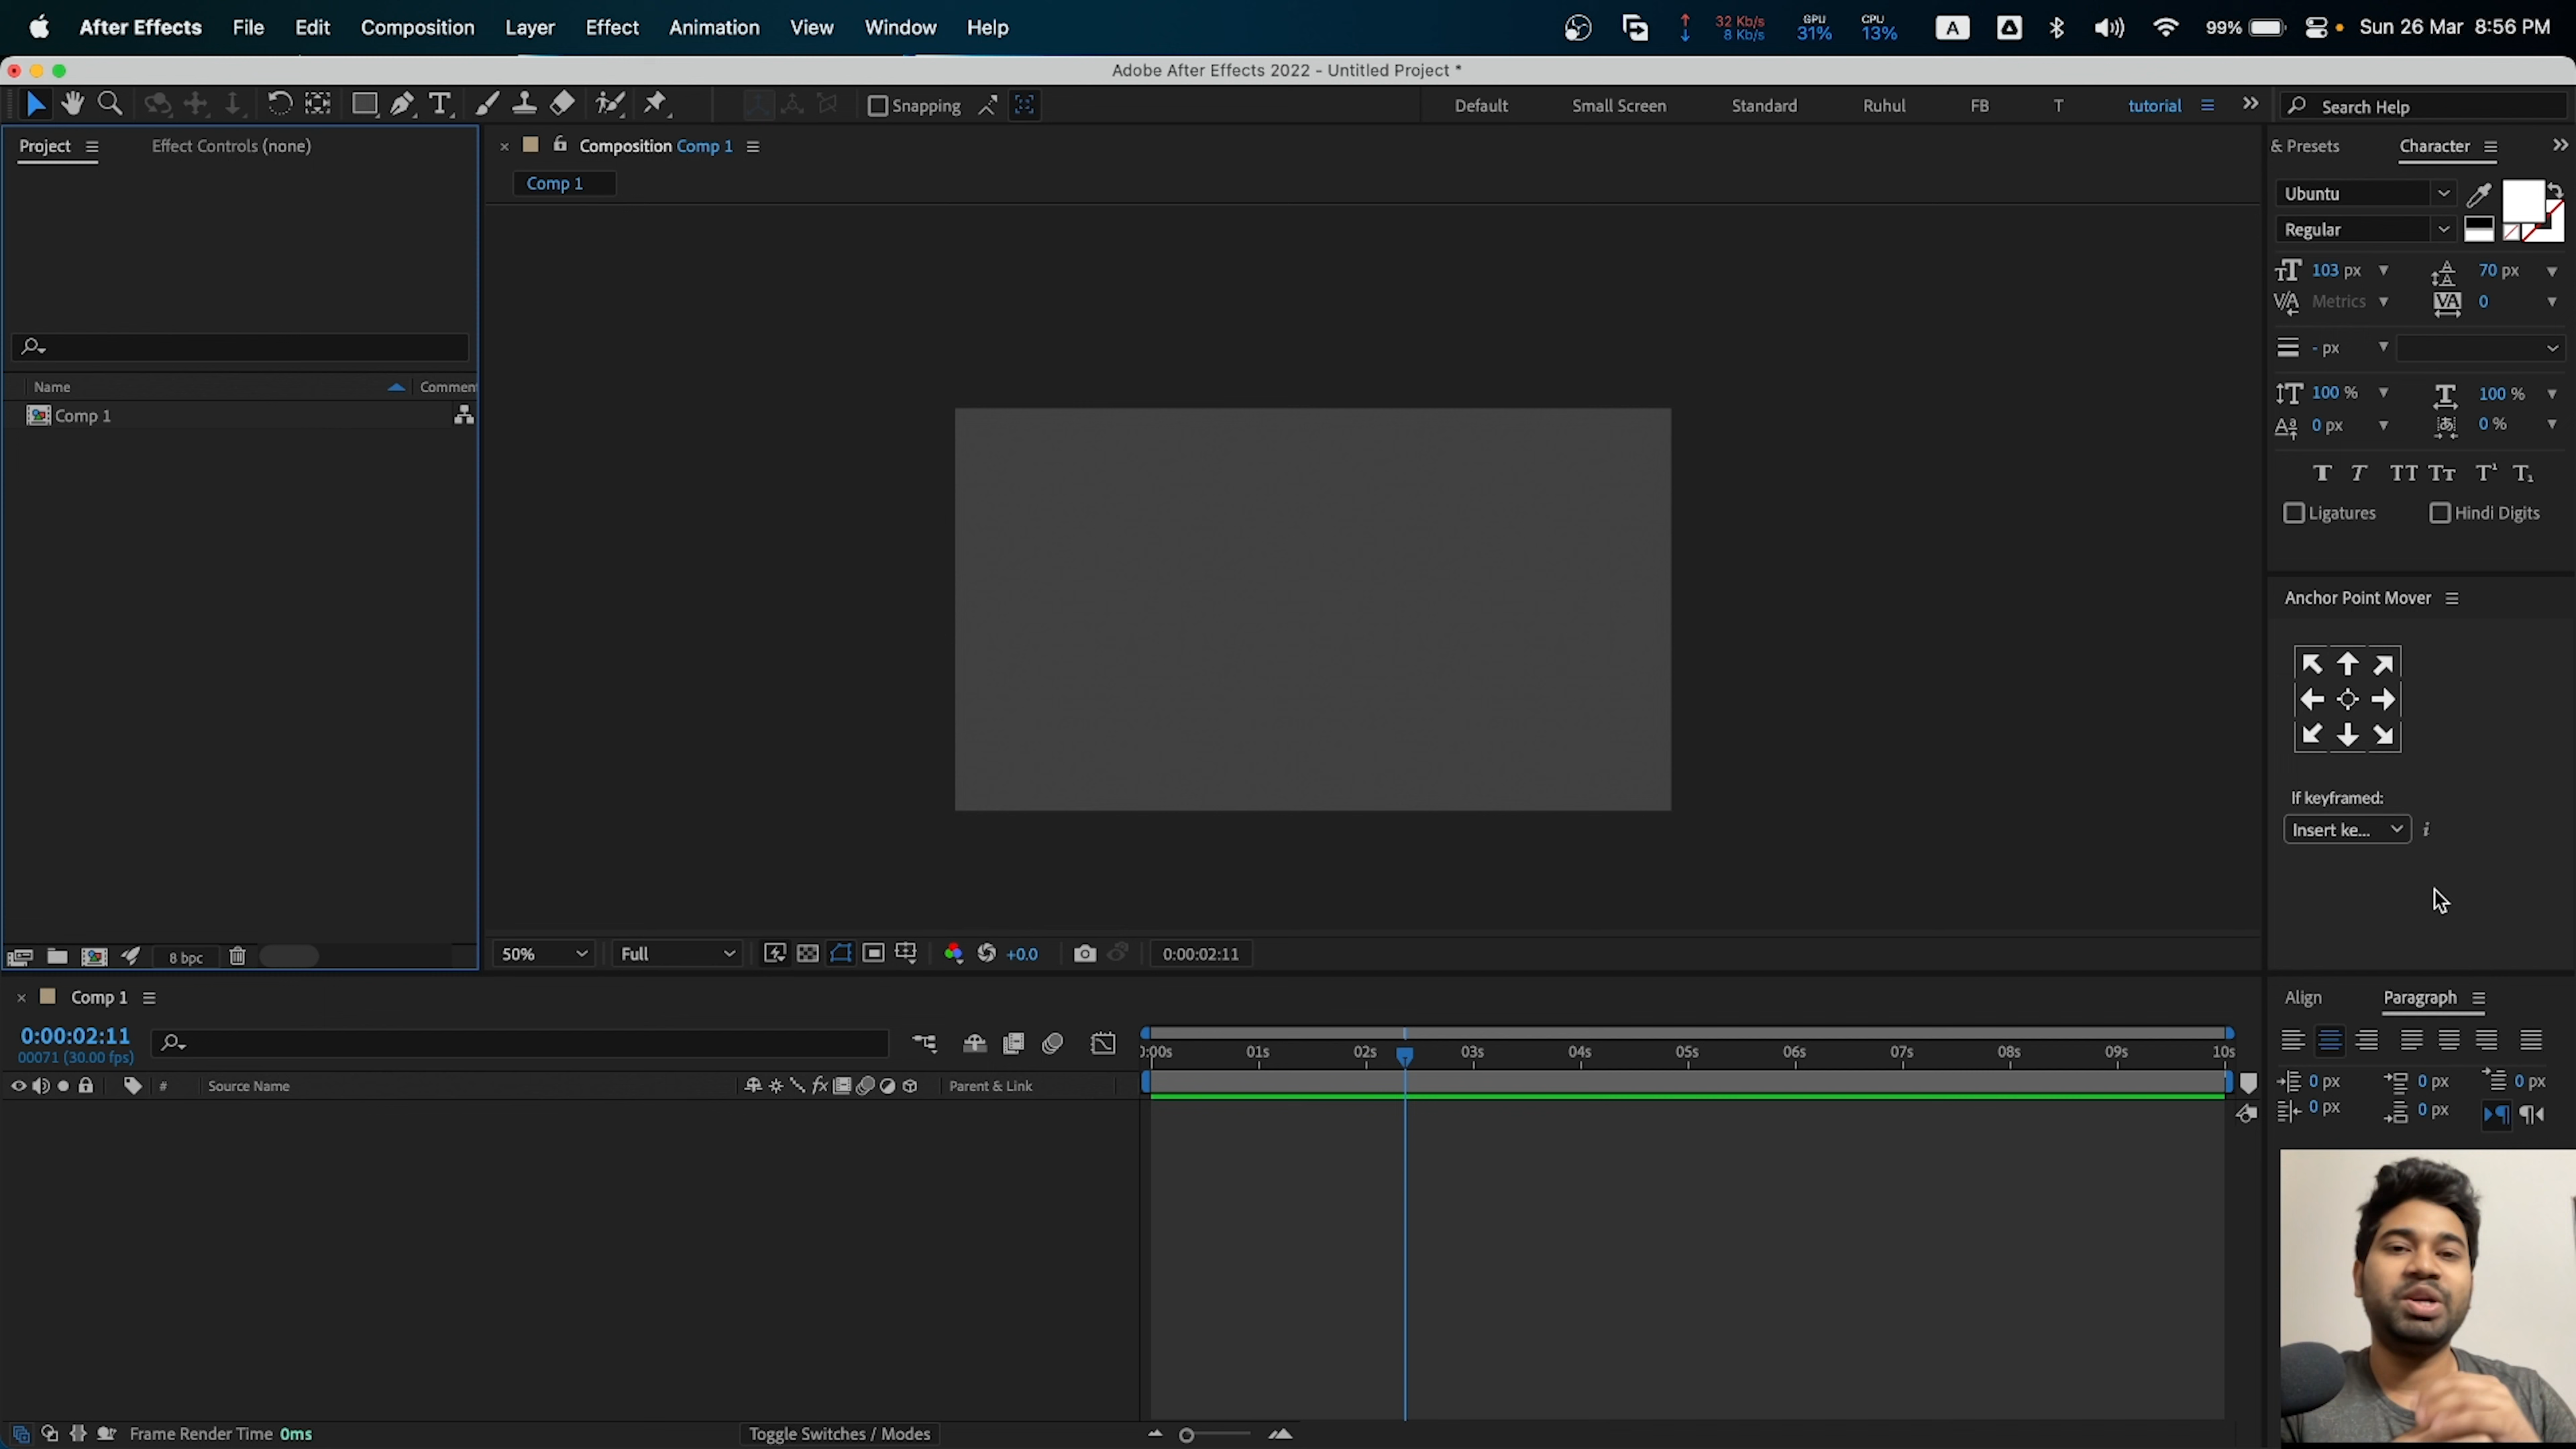 After Effects File Edit Composition Layer Effect Animation View Window Help 32 Kb/s 8 Kb/s GPU 31% CPU 13% A 99% Sun 26 Mar 8:56 PM
Adobe After Effects 2022 - Untitled Project *
Snapping Default Small Screen Standard Ruhul FB T tutorial Search Help
Project Effect Controls (none)
Composition Comp 1
Comp 1
Name Commen
Comp 1
8 bpc
50% Full +0.0 0:00:02:11
& Presets Character
Ubuntu
Regular
103 px 70 px
Metrics 0
- px
100 % 100 %
0 px 0 %
T T TT Tt T¹ T₁
Ligatures Hindi Digits
Anchor Point Mover
If keyframed:
Insert ke... i
Comp 1
0:00:02:11
00071 (30.00 fps)
# Source Name fx Parent & Link
):00s 01s 02s 03s 04s 05s 06s 07s 08s 09s 10s
Align Paragraph
0 px 0 px 0 px
0 px 0 px
Frame Render Time 0ms Toggle Switches / Modes